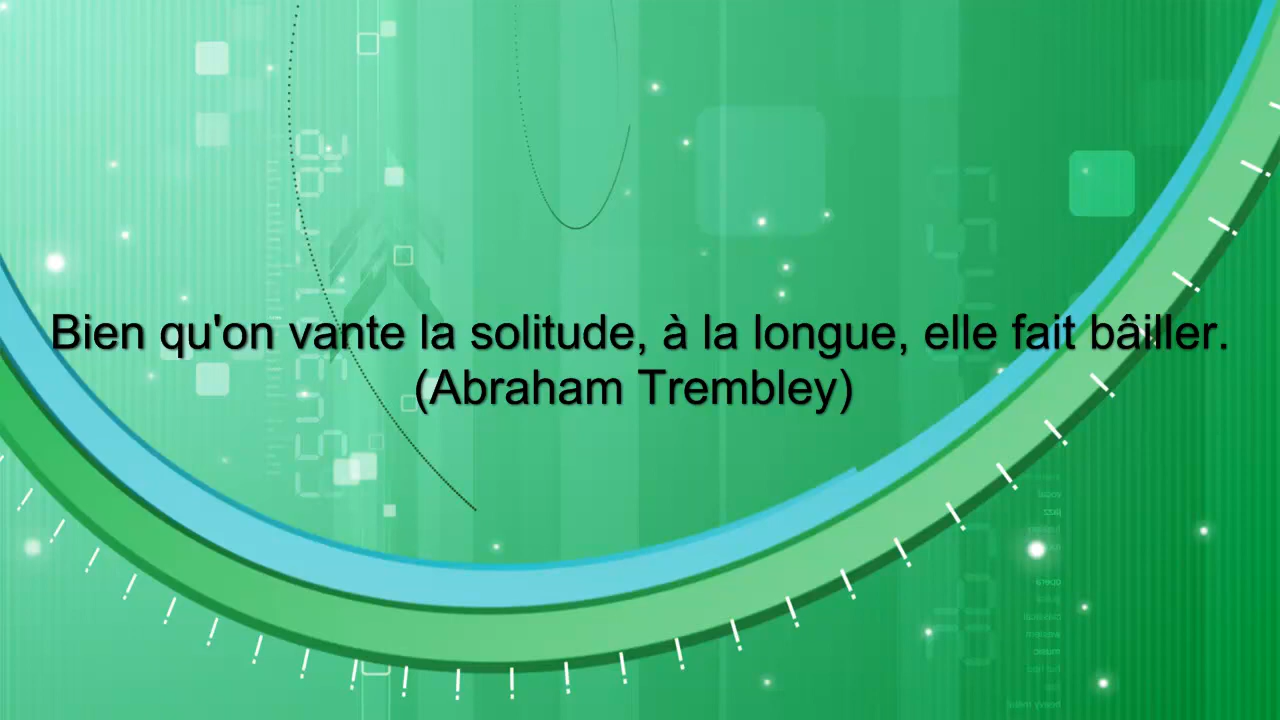 Bien qu'on vante la solitude, à la longue, elle fait bâiller.
(Abraham Trembley)